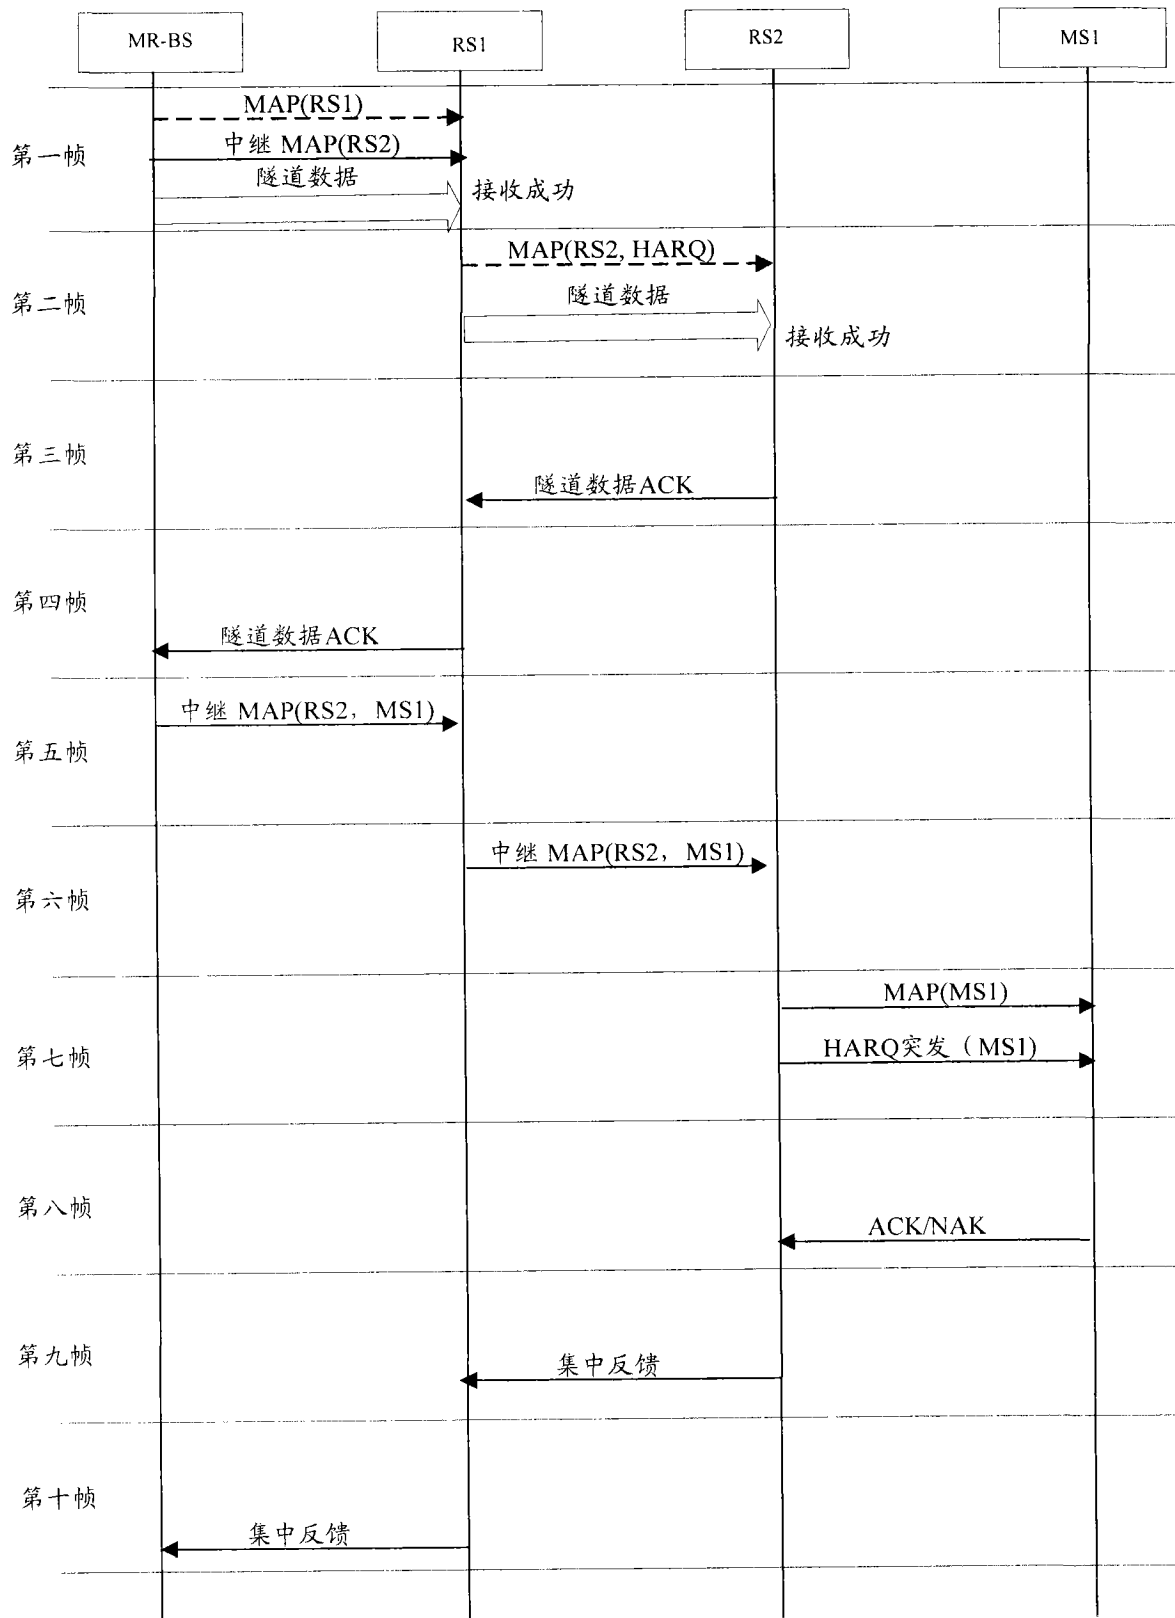 MR-BS
RS1
RS2
MS1
MAP(RS1)
第一帧
中继 MAP(RS2)
隧道数据
接收成功
MAP(RS2, HARQ)
第二帧
隧道数据
接收成功
第三帧
隧道数据ACK
第四帧
隧道数据ACK
中继 MAP(RS2，MS1)
第五帧
中继 MAP(RS2，MS1)
第六帧
MAP(MS1)
第七帧
HARQ突发（MS1)
第八帧
ACK/NAK
第九帧
集中反馈
第十帧
集中反馈